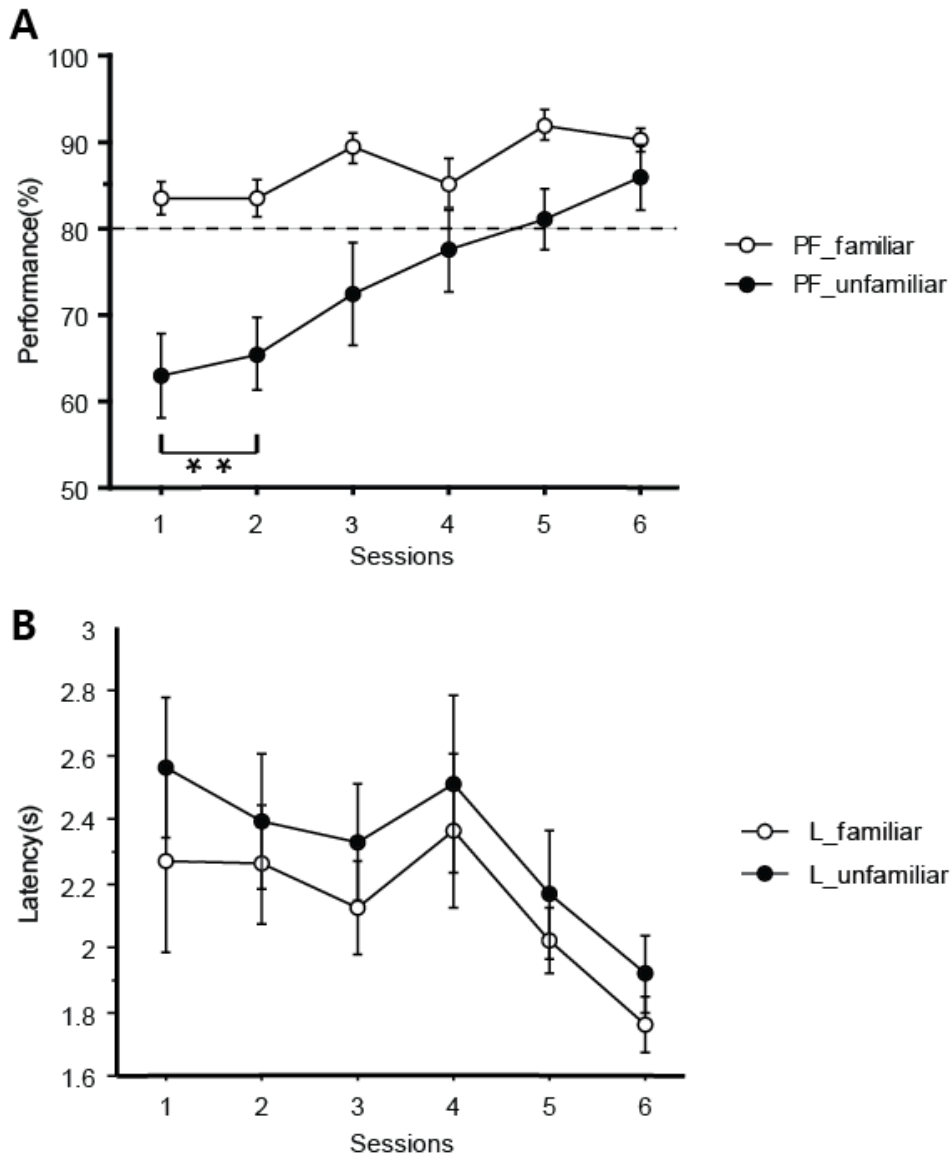 A
100
90
80
70
60
50
Performance(%)
* *
1 2 3 4 5 6
Sessions
PF_familiar
PF_unfamiliar
B
3
2.8
2.6
2.4
2.2
2
1.8
1.6
Latency(s)
1 2 3 4 5 6
Sessions
L_familiar
L_unfamiliar